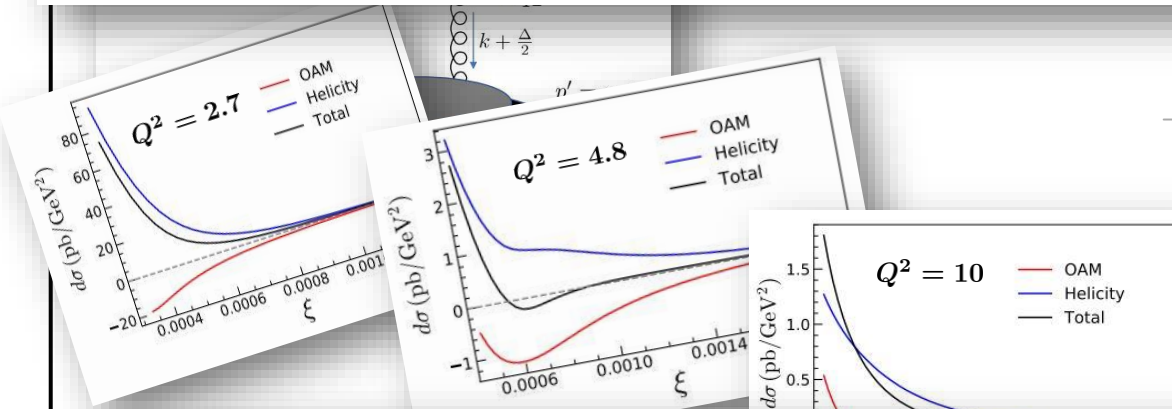 k + Δ/2
p′ =
Q² = 2.7
OAM
Helicity
Total
dσ (pb/GeV²)
80
60
40
20
0
−20
0.0004
0.0006
0.0008
0.001
ξ
Q² = 4.8
OAM
Helicity
Total
dσ (pb/GeV²)
3
2
1
0
−1
0.0006
0.0010
0.0014
ξ
Q² = 10
OAM
Helicity
Total
dσ (pb/GeV²)
1.5
1.0
0.5